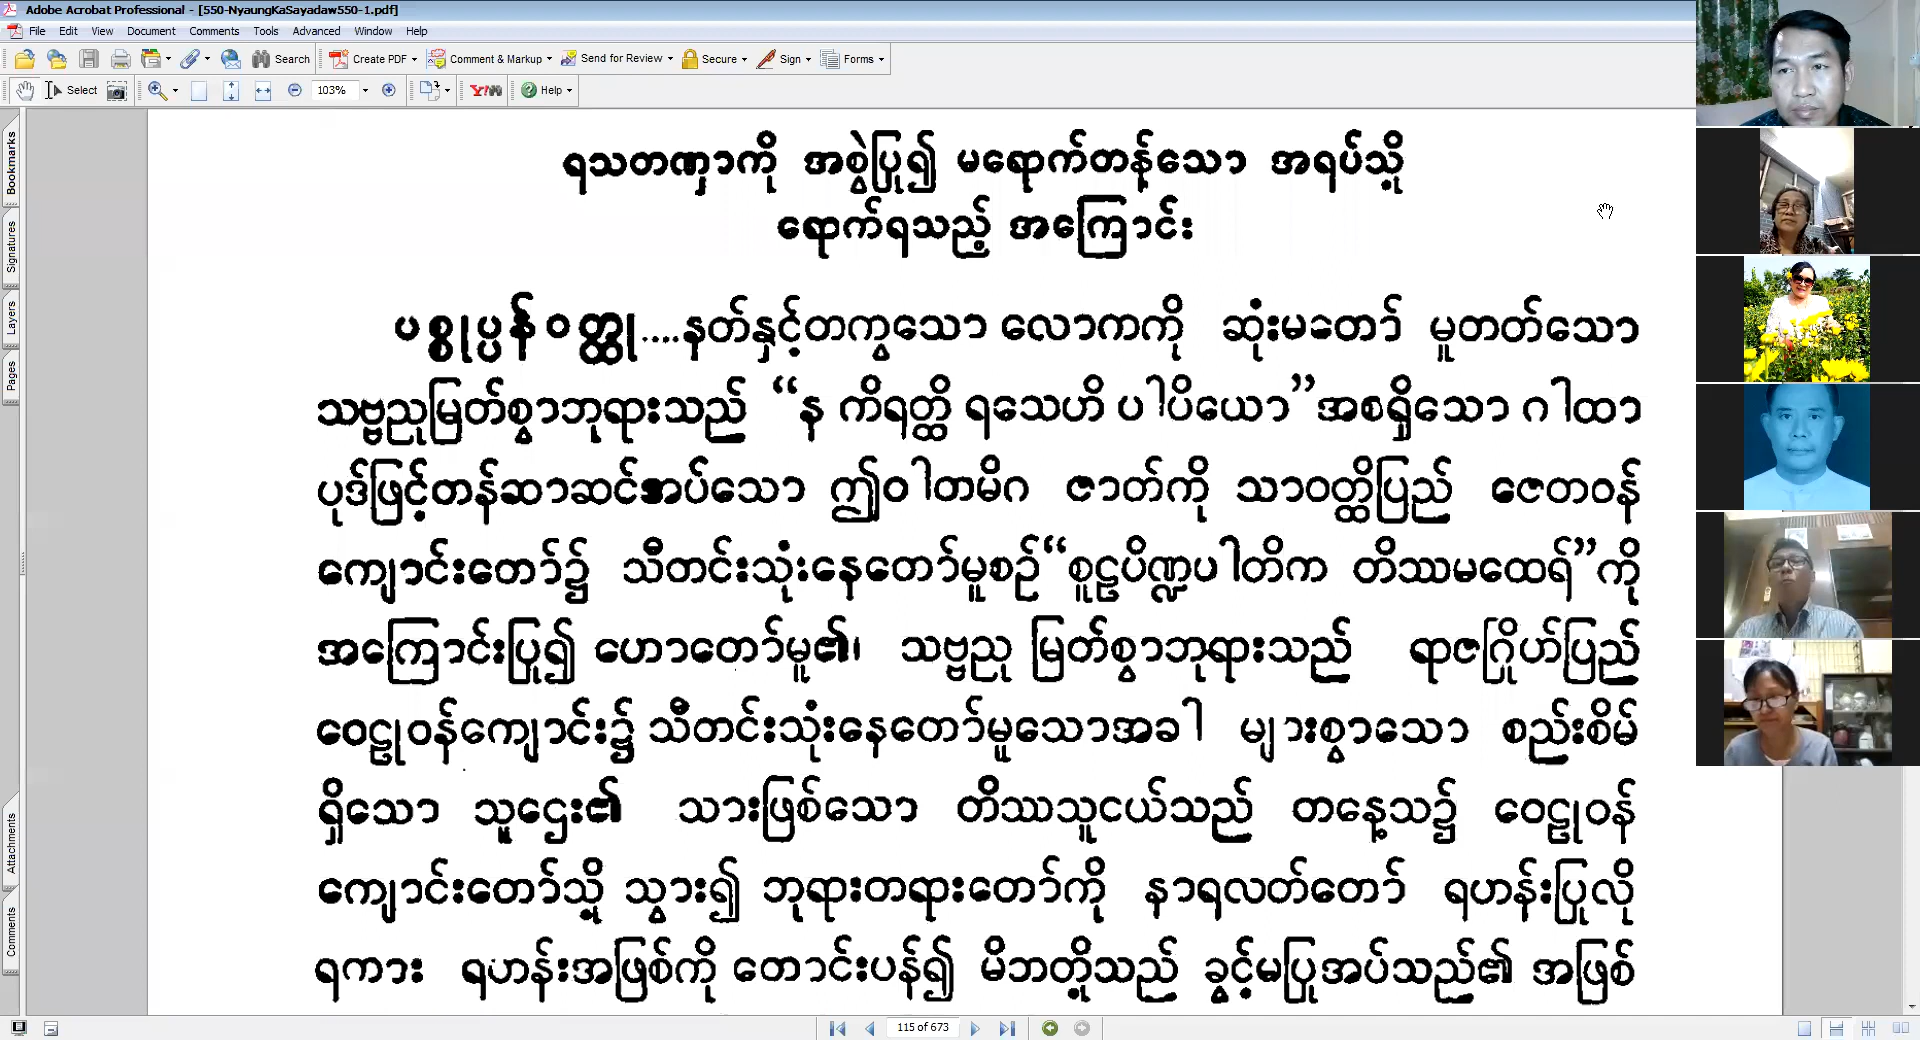 Adobe Acrobat Professional - [550-NyaungKaSayadaw550-1.pdf]
File Edit View Document Comments Tools Advanced Window Help
Search Create PDF Comment & Markup Send for Review Secure Sign Forms
Select 103% Y! Help
Bookmarks
Signatures
Layers
Pages
Attachments
Comments
ရသတဏှာကို အစွဲပြု၍ မရောက်တန်သော အရပ်သို့
ရောက်ရသည့် အကြောင်း
ပစ္စုပ္ပန်ဝတ္ထု....နတ်နှင့်တကွသော လောကကို ဆုံးမတော် မူတတ်သော
သဗ္ဗညုမြတ်စွာဘုရားသည် “န ကိရတ္ထိ ရသေဟိ ပါပိယော”အစရှိသော ဂါထာ
ပုဒ်ဖြင့်တန်ဆာဆင်အပ်သော ဤဝါတမိဂ ဇာတ်ကို သာဝတ္ထိပြည် ဇေတဝန်
ကျောင်းတော်၌ သီတင်းသုံးနေတော်မူစဉ်“စူဠပိဏ္ဍပါတိက တိဿမထေရ်”ကို
အကြောင်းပြု၍ ဟောတော်မူ၏၊ သဗ္ဗညု မြတ်စွာဘုရားသည် ရာဇဂြိုဟ်ပြည်
ဝေဠုဝန်ကျောင်း၌ သီတင်းသုံးနေတော်မူသောအခါ များစွာသော စည်းစိမ်
ရှိသော သူဌေး၏ သားဖြစ်သော တိဿသူငယ်သည် တနေ့သ၌ ဝေဠုဝန်
ကျောင်းတော်သို့ သွား၍ ဘုရားတရားတော်ကို နာရလတ်တော် ရဟန်းပြုလို
ရကား ရဟန်းအဖြစ်ကို တောင်းပန်၍ မိဘတို့သည် ခွင့်မပြုအပ်သည်၏ အဖြစ်
115 of 673